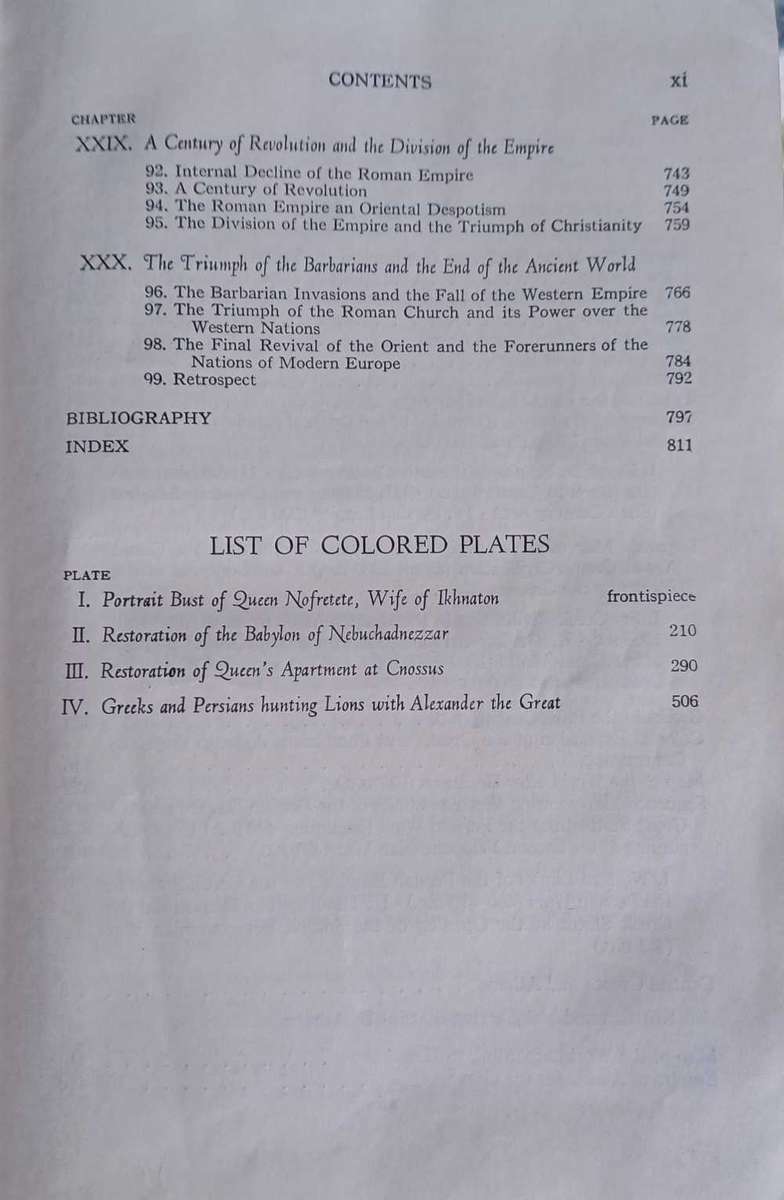 CONTENTS xi
CHAPTER PAGE
XXIX. A Century of Revolution and the Division of the Empire
92. Internal Decline of the Roman Empire 743
93. A Century of Revolution 749
94. The Roman Empire an Oriental Despotism 754
95. The Division of the Empire and the Triumph of Christianity 759
XXX. The Triumph of the Barbarians and the End of the Ancient World
96. The Barbarian Invasions and the Fall of the Western Empire 766
97. The Triumph of the Roman Church and its Power over the
Western Nations 778
98. The Final Revival of the Orient and the Forerunners of the
Nations of Modern Europe 784
99. Retrospect 792
BIBLIOGRAPHY 797
INDEX 811
LIST OF COLORED PLATES
PLATE
I. Portrait Bust of Queen Nofretete, Wife of Ikhnaton frontispiece
II. Restoration of the Babylon of Nebuchadnezzar 210
III. Restoration of Queen's Apartment at Cnossus 290
IV. Greeks and Persians hunting Lions with Alexander the Great 506